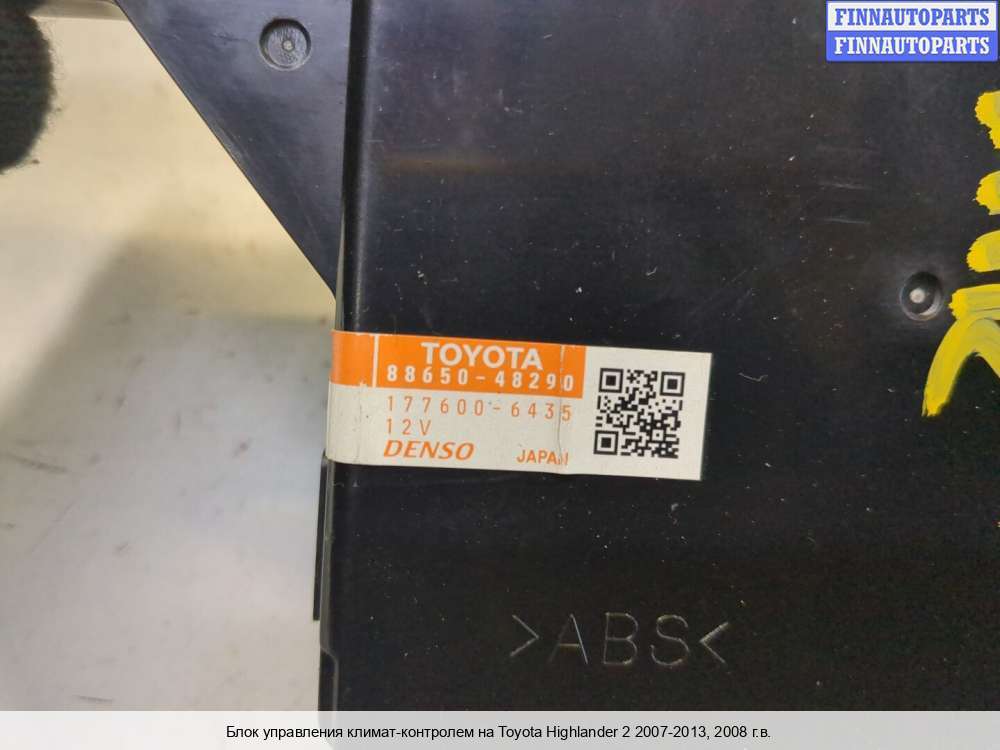 FINNAUTOPARTS
FINNAUTOPARTS
TOYOTA
88650-48290
177600-6435
12V
DENSO JAPAN
>ABS<
Блок управления климат-контролем на Toyota Highlander 2 2007-2013, 2008 г.в.